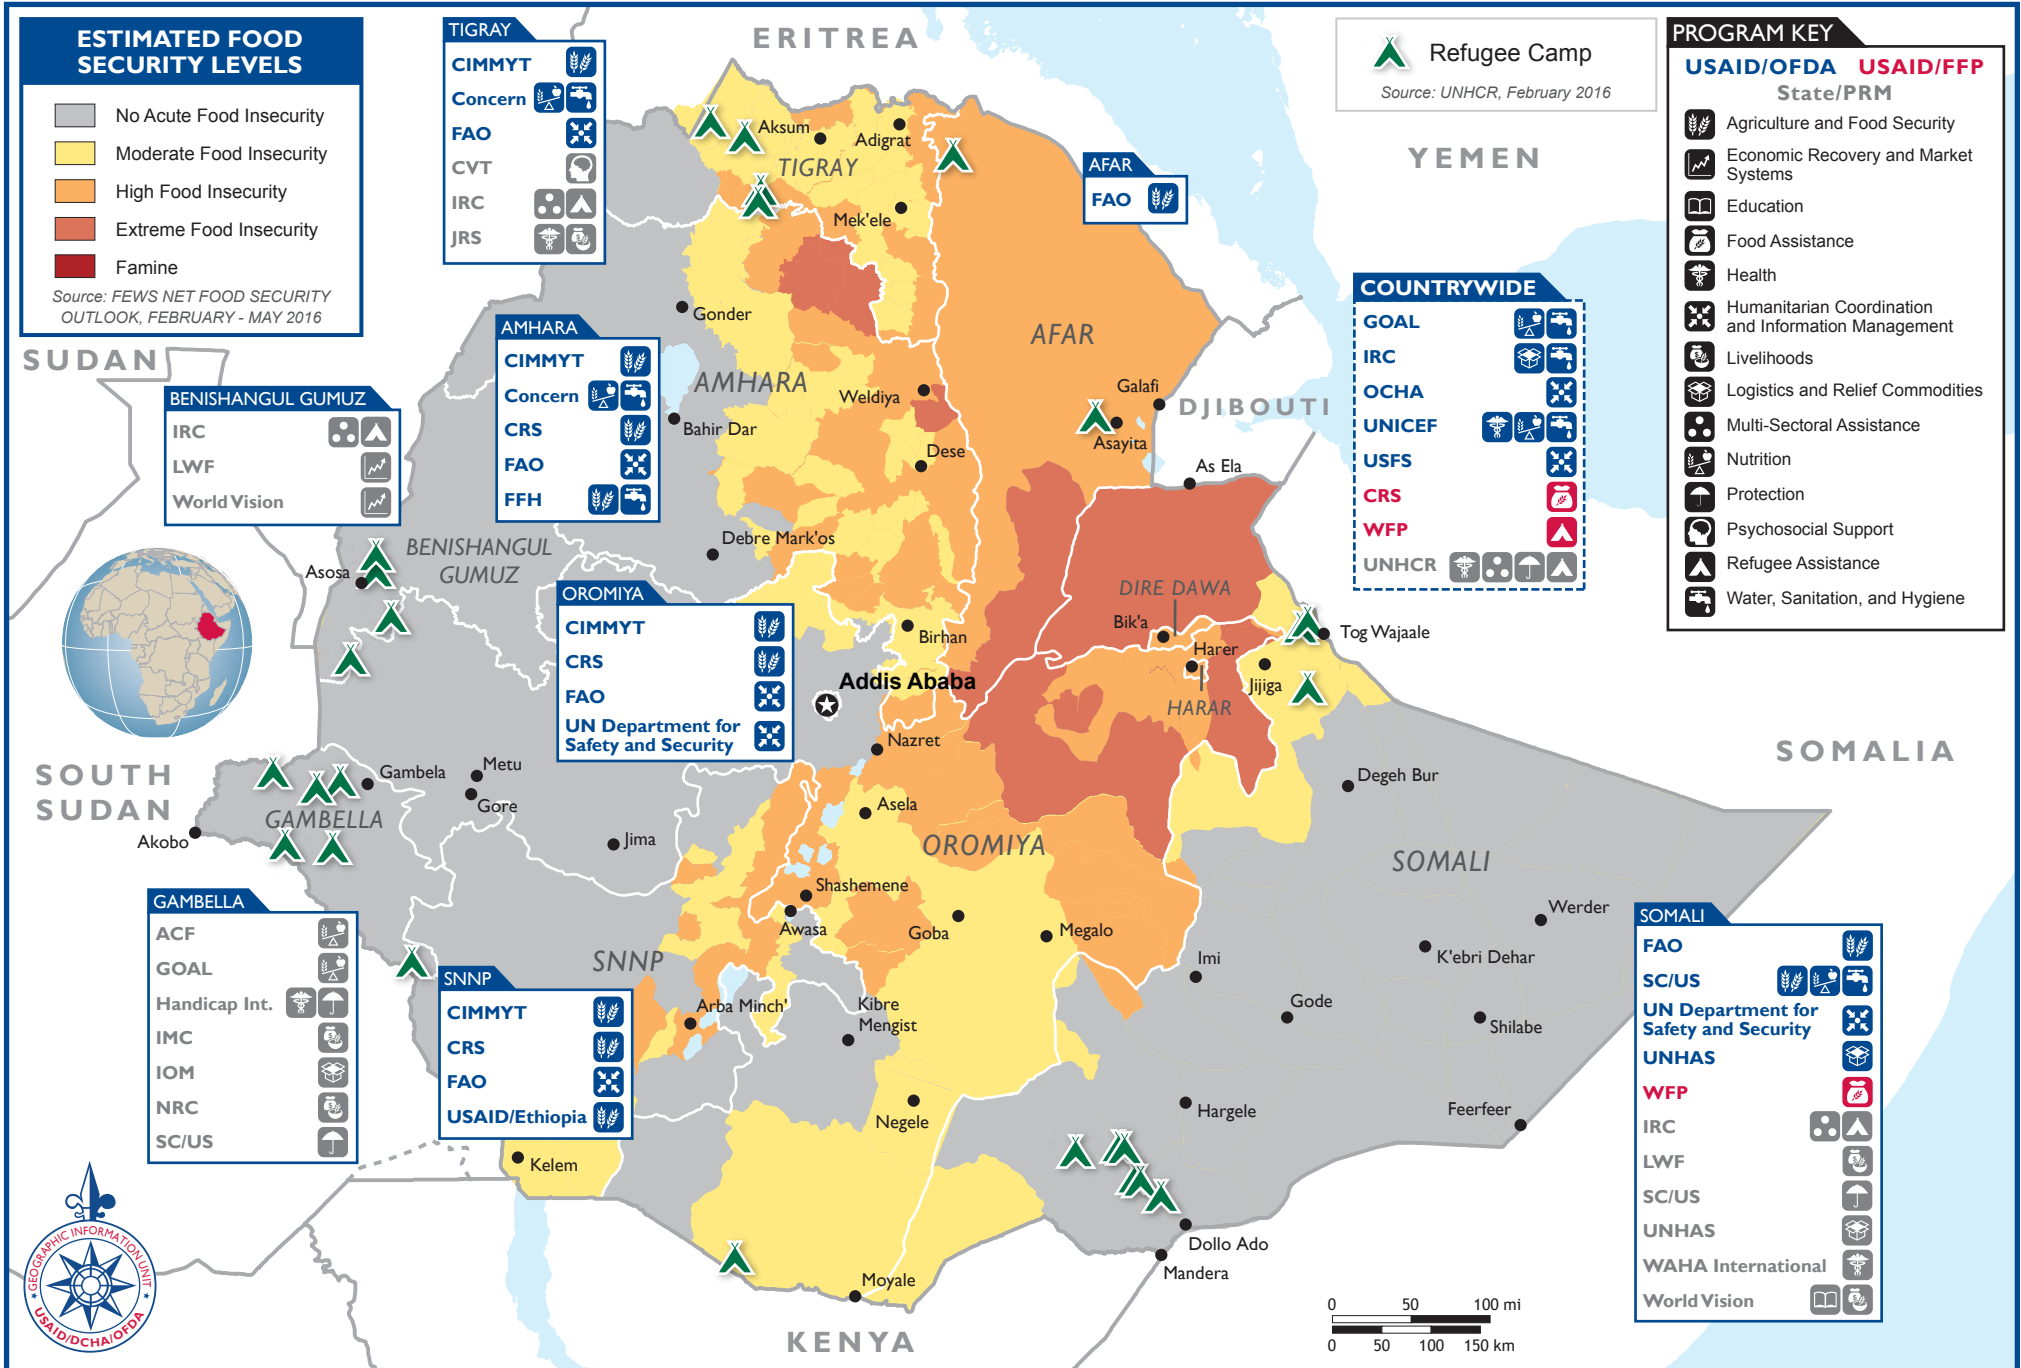 ESTIMATED FOOD
SECURITY LEVELS
No Acute Food Insecurity
Moderate Food Insecurity
High Food Insecurity
Extreme Food Insecurity
Famine
Source: FEWS NET FOOD SECURITY
OUTLOOK, FEBRUARY - MAY 2016
TIGRAY
CIMMYT
Concern
FAO
CVT
IRC
JRS
ERITREA
Refugee Camp
Source: UNHCR, February 2016
PROGRAM KEY
USAID/OFDA USAID/FFP
State/PRM
Agriculture and Food Security
Economic Recovery and Market
Systems
Education
Food Assistance
Health
Humanitarian Coordination
and Information Management
Livelihoods
Logistics and Relief Commodities
Multi-Sectoral Assistance
Nutrition
Protection
Psychosocial Support
Refugee Assistance
Water, Sanitation, and Hygiene
YEMEN
AFAR
FAO
Aksum
Adigrat
TIGRAY
Mek'ele
COUNTRYWIDE
GOAL
IRC
OCHA
UNICEF
USFS
CRS
WFP
UNHCR
SUDAN
Gonder
AMHARA
CIMMYT
Concern
CRS
FAO
FFH
AFAR
AMHARA
Weldiya
Galafi
DJIBOUTI
Asayita
BENISHANGUL GUMUZ
IRC
LWF
World Vision
Bahir Dar
Dese
As Ela
Debre Mark'os
BENISHANGUL
GUMUZ
Asosa
DIRE DAWA
Bik'a
Tog Wajaale
Harer
Jijiga
HARAR
OROMIYA
CIMMYT
CRS
FAO
UN Department for
Safety and Security
Birhan
Addis Ababa
Nazret
SOMALIA
SOUTH
SUDAN
Gambela
Metu
Gore
GAMBELLA
Akobo
Jima
Asela
OROMIYA
Degeh Bur
SOMALI
Shashemene
Awasa
Goba
Megalo
Werder
K'ebri Dehar
Imi
Gode
Shilabe
GAMBELLA
ACF
GOAL
Handicap Int.
IMC
IOM
NRC
SC/US
SNNP
SNNP
CIMMYT
CRS
FAO
USAID/Ethiopia
Arba Minch'
Kibre
Mengist
Negele
Hargele
Feerfeer
SOMALI
FAO
SC/US
UN Department for
Safety and Security
UNHAS
WFP
IRC
LWF
SC/US
UNHAS
WAHA International
World Vision
Kelem
Dollo Ado
Mandera
Moyale
KENYA
0 50 100 mi
0 50 100 150 km
GEOGRAPHIC INFORMATION UNIT
USAID/DCHA/OFDA